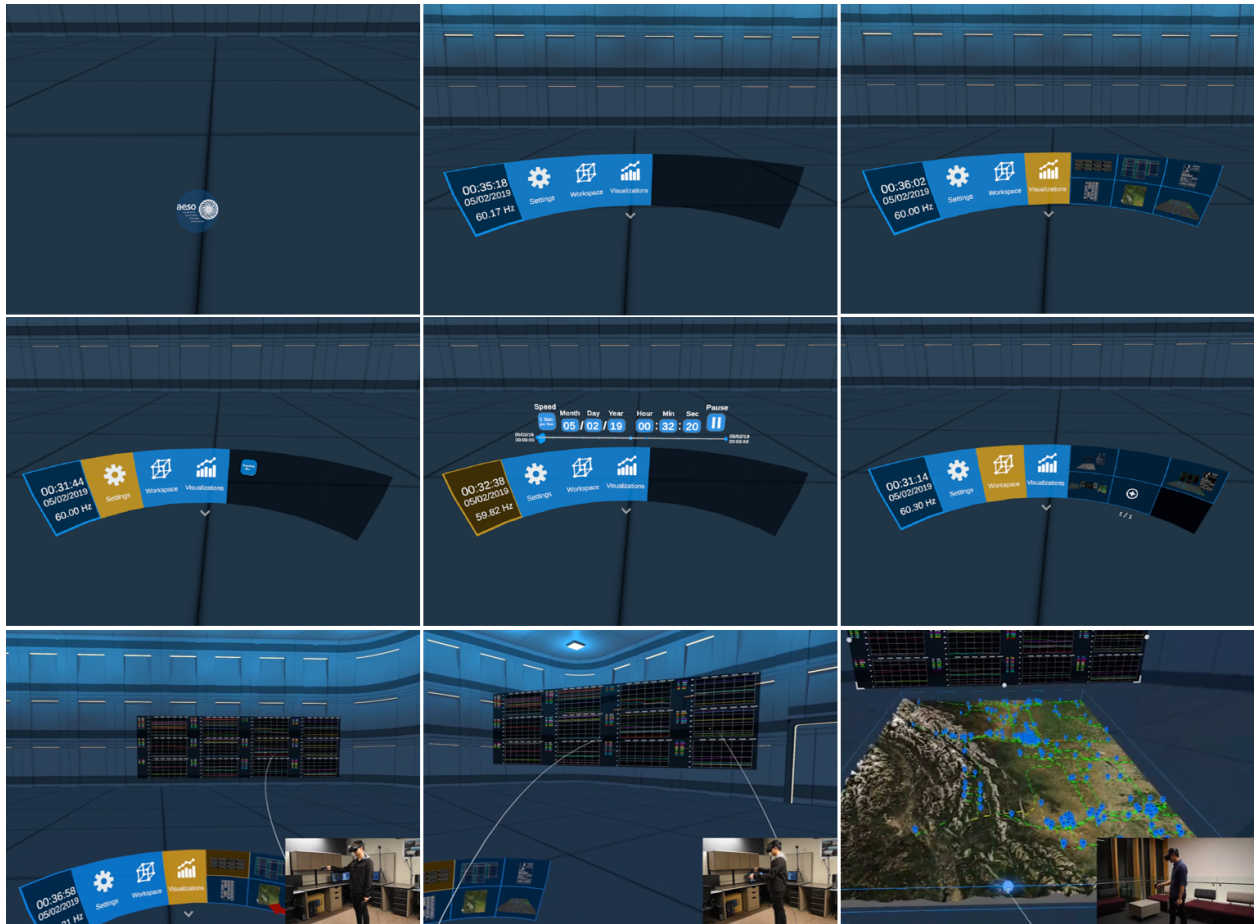 aeso
00:35:18
05/02/2019
60.17 Hz
Settings
Workspace
Visualizations
00:36:02
05/02/2019
60.00 Hz
Settings
Workspace
Visualizations
00:31:44
05/02/2019
60.00 Hz
Settings
Workspace
Visualizations
Speed
Month Day Year Hour Min Sec Pause
05 / 02 / 19 00 : 32 : 20
00:32:38
05/02/2019
59.82 Hz
Settings
Workspace
Visualizations
00:31:14
05/02/2019
60.30 Hz
Settings
Workspace
Visualizations
1 / 1
00:36:58
05/02/2019
Settings
Workspace
Visualizations